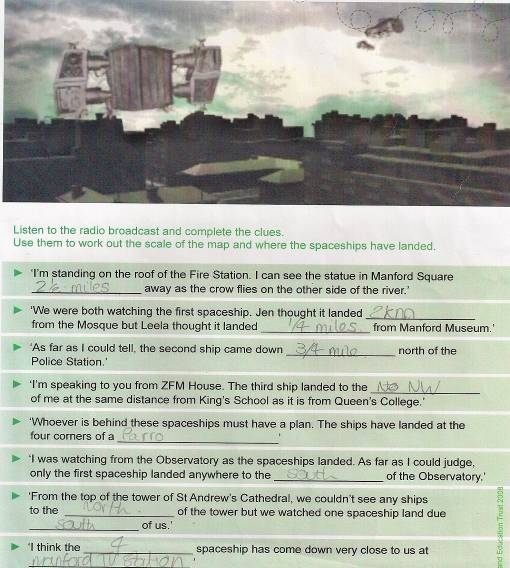 Listen to the radio broadcast and complete the clues.
Use them to work out the scale of the map and where the spaceships have landed.
'I'm standing on the roof of the Fire Station. I can see the statue in Manford Square
2½ miles away as the crow flies on the other side of the river.'
'We were both watching the first spaceship. Jen thought it landed 2km
from the Mosque but Leela thought it landed 1/4 miles from Manford Museum.'
'As far as I could tell, the second ship came down 3/4 mile north of the
Police Station.'
'I'm speaking to you from ZFM House. The third ship landed to the NW
of me at the same distance from King's School as it is from Queen's College.'
'Whoever is behind these spaceships must have a plan. The ships have landed at the
four corners of a Parro'
'I was watching from the Observatory as the spaceships landed. As far as I could judge,
only the first spaceship landed anywhere to the south of the Observatory.'
'From the top of the tower of St Andrew's Cathedral, we couldn't see any ships
to the north of the tower but we watched one spaceship land due
south of us.'
'I think the 4 spaceship has come down very close to us at
manford TV station'
and Education Trust 2008